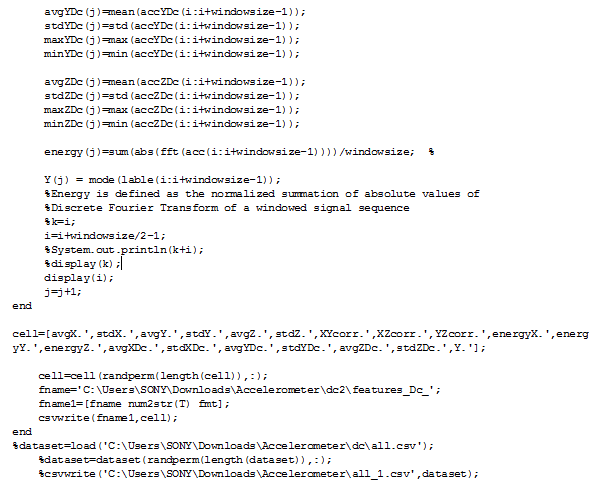 avgYDc(j)=mean(accYDc(i:i+windowsize-1));
stdYDc(j)=std(accYDc(i:i+windowsize-1));
maxYDc(j)=max(accYDc(i:i+windowsize-1));
minYDc(j)=min(accYDc(i:i+windowsize-1));
avgZDc(j)=mean(accZDc(i:i+windowsize-1));
stdZDc(j)=std(accZDc(i:i+windowsize-1));
maxZDc(j)=max(accZDc(i:i+windowsize-1));
minZDc(j)=min(accZDc(i:i+windowsize-1));
energy(j)=sum(abs(fft(acc(i:i+windowsize-1))))/windowsize;  %
Y(j) = mode(lable(i:i+windowsize-1));
%Energy is defined as the normalized summation of absolute values of
%Discrete Fourier Transform of a windowed signal sequence
%k=i;
i=i+windowsize/2-1;
%System.out.println(k+i);
%display(k);
display(i);
j=j+1;
end
cell=[avgX.',stdX.',avgY.',stdY.',avgZ.',stdZ.',XYcorr.',XZcorr.',YZcorr.',energyX.',energ
yY.',energyZ.',avgXDc.',stdXDc.',avgYDc.',stdYDc.',avgZDc.',stdZDc.',Y.'];
cell=cell(randperm(length(cell)),:);
fname='C:\Users\SONY\Downloads\Accelerometer\dc2\features_Dc_';
fname1=[fname num2str(T) fmt];
csvwrite(fname1,cell);
end
%dataset=load('C:\Users\SONY\Downloads\Accelerometer\dc\all.csv');
%dataset=dataset(randperm(length(dataset)),:);
%csvwrite('C:\Users\SONY\Downloads\Accelerometer\all_1.csv',dataset);